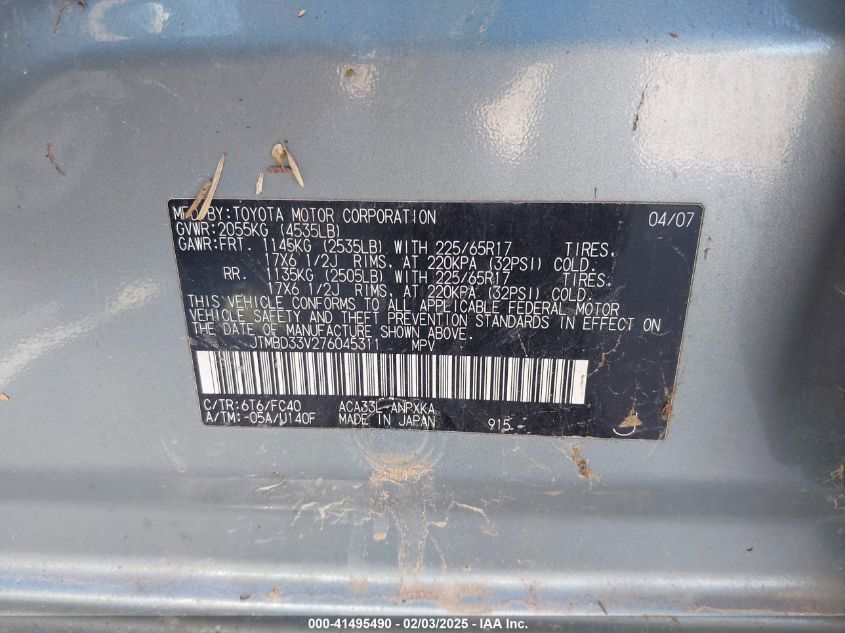 MFD BY: TOYOTA MOTOR CORPORATION 04/07
GVWR: 2055KG (4535LB)
GAWR: FRT. 1145KG (2535LB) WITH 225/65R17 TIRES,
17X6 1/2J RIMS, AT 220KPA (32PSI) COLD.
RR. 1135KG (2505LB) WITH 225/65R17 TIRES,
17X6 1/2J RIMS, AT 220KPA (32PSI) COLD.
THIS VEHICLE CONFORMS TO ALL APPLICABLE FEDERAL MOTOR
VEHICLE SAFETY AND THEFT PREVENTION STANDARDS IN EFFECT ON
THE DATE OF MANUFACTURE SHOWN ABOVE.
JTMBD33V276045311 MPV
C/TR: 6T6/FC40 ACA33L-ANPXKA
A/TM: -05A/U140F MADE IN JAPAN 915
000-41495490 - 02/03/2025 - IAA Inc.